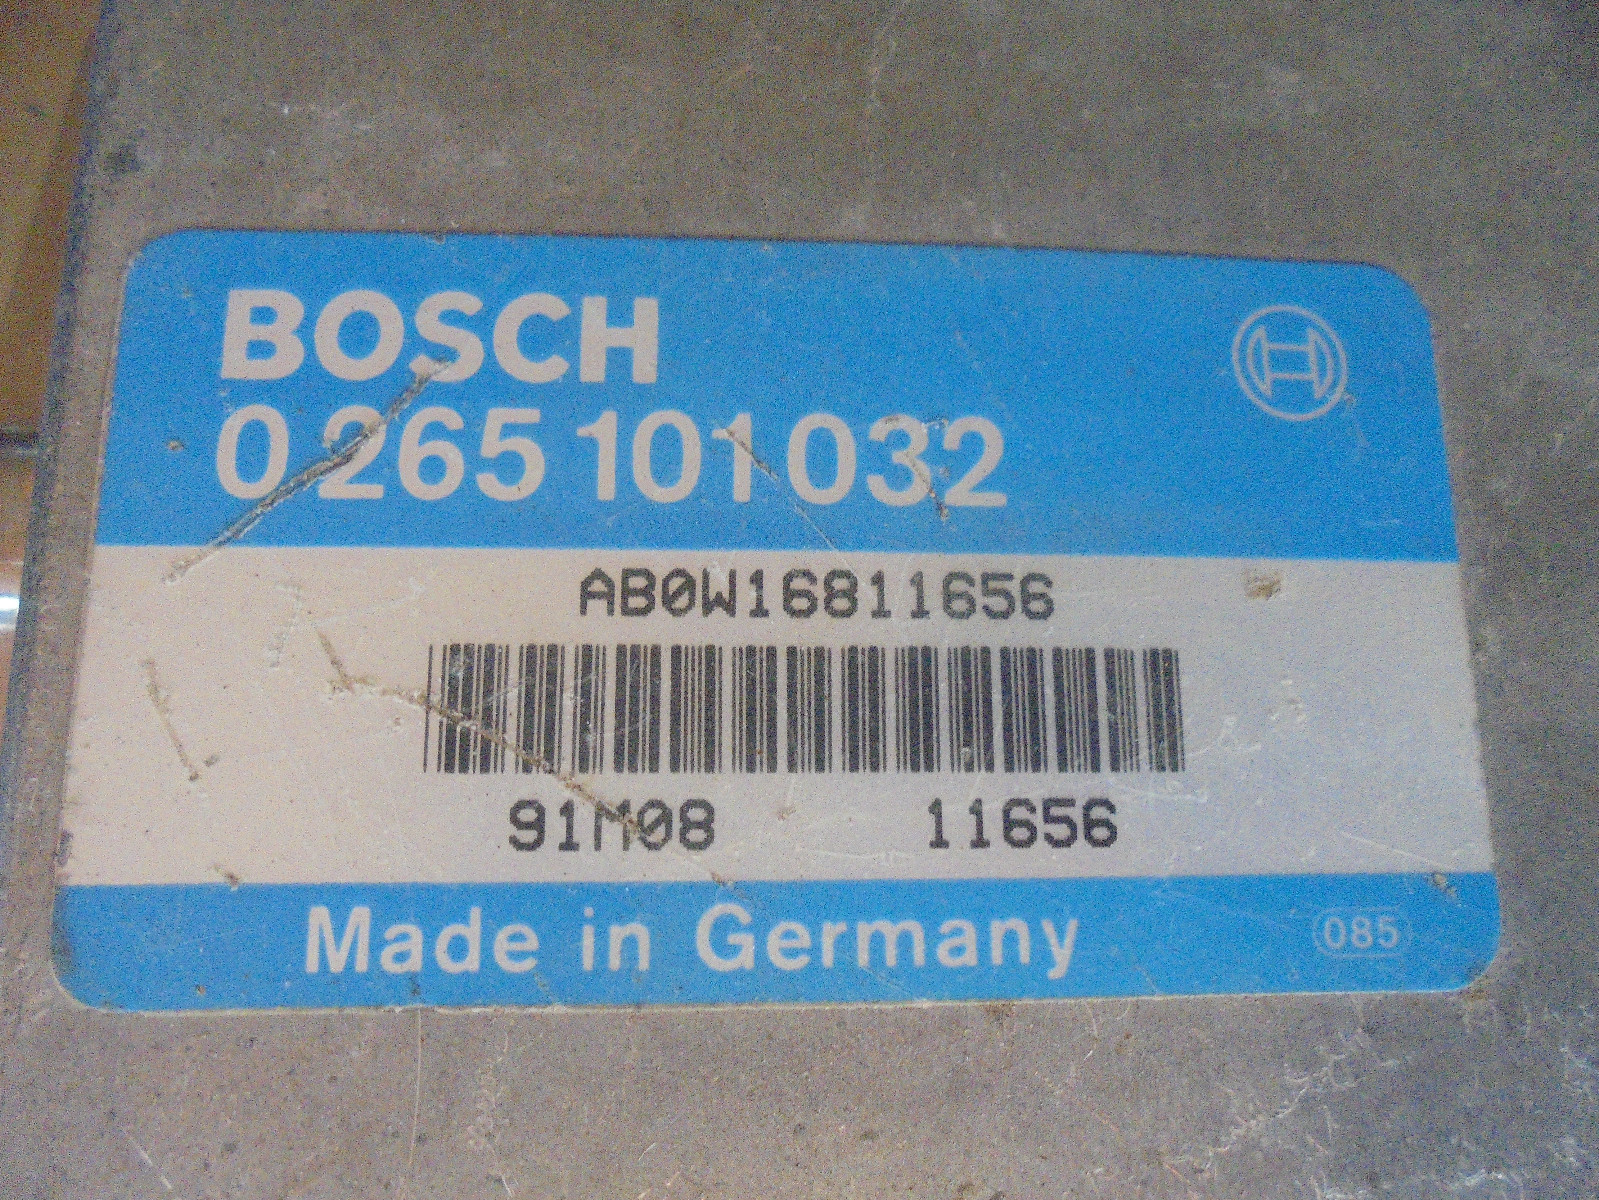 BOSCH
0 265 101 032
AB0W16811656
91M08 11656
Made in Germany
085